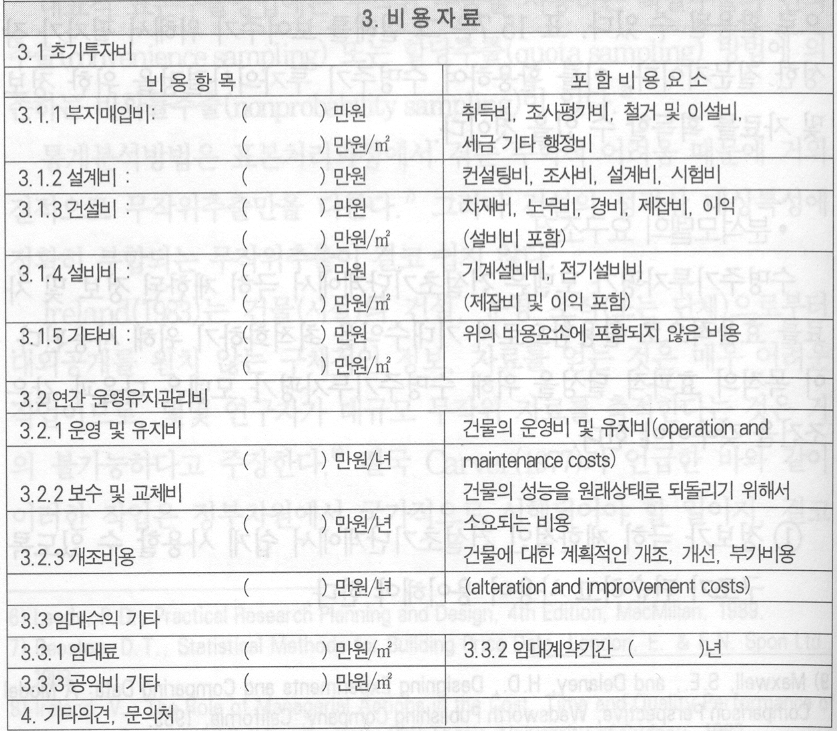 3. 비용자료
3.1 초기투자비
비용항목 포함비용요소
3.1.1 부지매입비: ( ) 만원 취득비, 조사평가비, 철거 및 이설비,
( ) 만원/㎡ 세금 기타 행정비
3.1.2 설계비 : ( ) 만원 컨설팅비, 조사비, 설계비, 시험비
3.1.3 건설비 : ( ) 만원 자재비, 노무비, 경비, 제잡비, 이익
( ) 만원/㎡ (설비비 포함)
3.1.4 설비비 : ( ) 만원 기계설비비, 전기설비비
( ) 만원/㎡ (제잡비 및 이익 포함)
3.1.5 기타비 : ( ) 만원 위의 비용요소에 포함되지 않은 비용
( ) 만원/㎡
3.2 연간 운영유지관리비
3.2.1 운영 및 유지비 건물의 운영비 및 유지비(operation and
( ) 만원/년 maintenance costs)
3.2.2 보수 및 교체비 건물의 성능을 원래상태로 되돌리기 위해서
( ) 만원/년 소요되는 비용
3.2.3 개조비용 건물에 대한 계획적인 개조, 개선, 부가비용
( ) 만원/년 (alteration and improvement costs)
3.3 임대수익 기타
3.3.1 임대료 ( ) 만원/㎡ 3.3.2 임대계약기간 ( )년
3.3.3 공익비 기타 ( ) 만원/㎡
4. 기타의견, 문의처